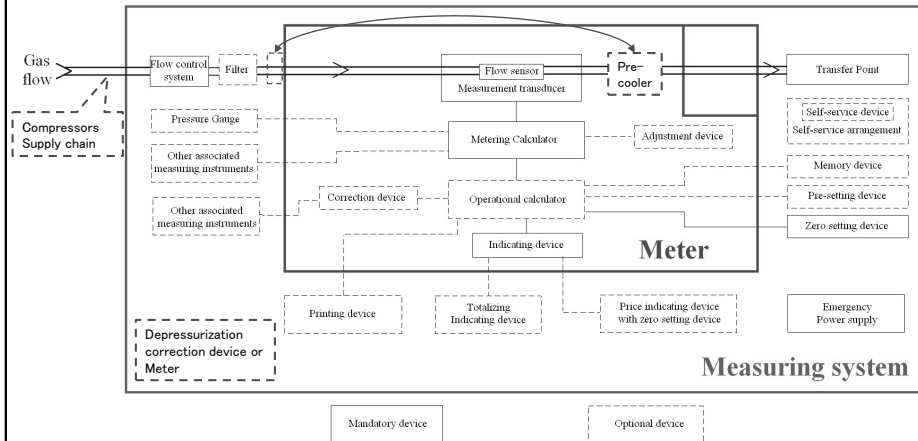 Gas
flow
Compressors
Supply chain
Flow control
system
Filter
Flow sensor
Measurement transducer
Pre-
cooler
Transfer Point
Pressure Gauge
Other associated
measuring instruments
Other associated
measuring instruments
Correction device
Metering Calculator
Adjustment device
Operational calculator
Indicating device
Meter
Self-service device
Self-service arrangement
Memory device
Pre-setting device
Zero setting device
Printing device
Totalizing
Indicating device
Price indicating device
with zero setting device
Emergency
Power supply
Depressurization
correction device or
Meter
Measuring system
Mandatory device
Optional device